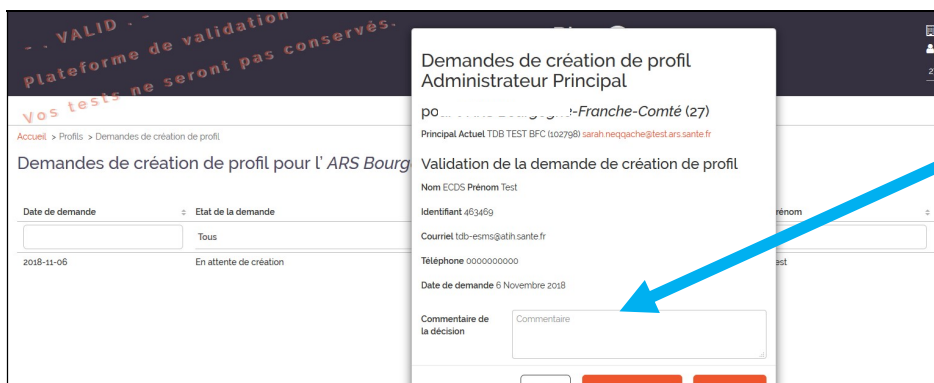 - . VALID . -
Plateforme de validation
Vos tests ne seront pas conservés.
Accueil > Profils > Demandes de création de profil
Demandes de création de profil pour l' ARS Bourg
Date de demande
Etat de la demande
rénom
Tous
2018-11-06
En attente de création
est
Demandes de création de profil
Administrateur Principal
-Franche-Comté (27)
Principal Actuel TDB TEST BFC (102798) sarah.neqqache@test.ars.sante.fr
Validation de la demande de création de profil
Nom ECDS Prénom Test
Identifiant 463469
Courriel tdb-esms@atih.sante.fr
Téléphone 0000000000
Date de demande 6 Novembre 2018
Commentaire de
la décision
Commentaire